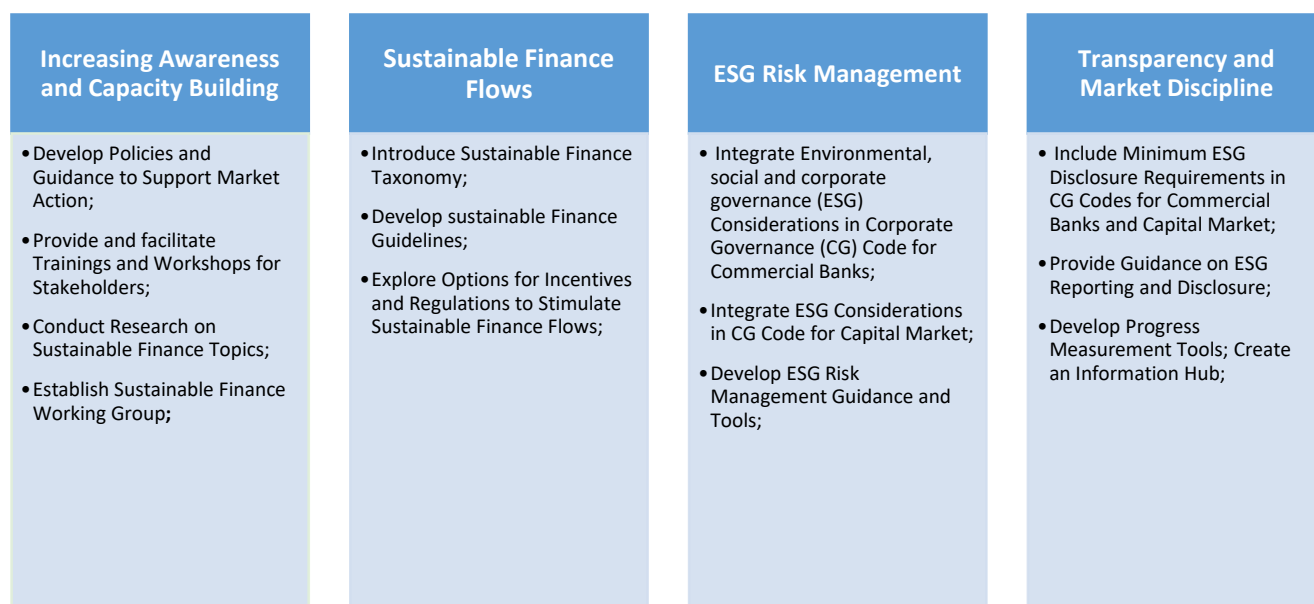 Increasing Awareness
and Capacity Building
•Develop Policies and
Guidance to Support Market
Action;
•Provide and facilitate
Trainings and Workshops for
Stakeholders;
•Conduct Research on
Sustainable Finance Topics;
•Establish Sustainable Finance
Working Group;
Sustainable Finance
Flows
•Introduce Sustainable Finance
Taxonomy;
•Develop sustainable Finance
Guidelines;
•Explore Options for Incentives
and Regulations to Stimulate
Sustainable Finance Flows;
ESG Risk Management
• Integrate Environmental,
social and corporate
governance (ESG)
Considerations in Corporate
Governance (CG) Code for
Commercial Banks;
•Integrate ESG Considerations
in CG Code for Capital Market;
•Develop ESG Risk
Management Guidance and
Tools;
Transparency and
Market Discipline
• Include Minimum ESG
Disclosure Requirements in
CG Codes for Commercial
Banks and Capital Market;
•Provide Guidance on ESG
Reporting and Disclosure;
•Develop Progress
Measurement Tools; Create
an Information Hub;